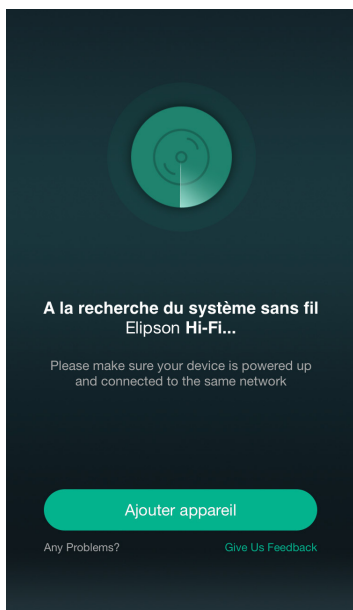 A la recherche du système sans fil
Elipson Hi-Fi...
Please make sure your device is powered up
and connected to the same network
Ajouter appareil
Any Problems? Give Us Feedback